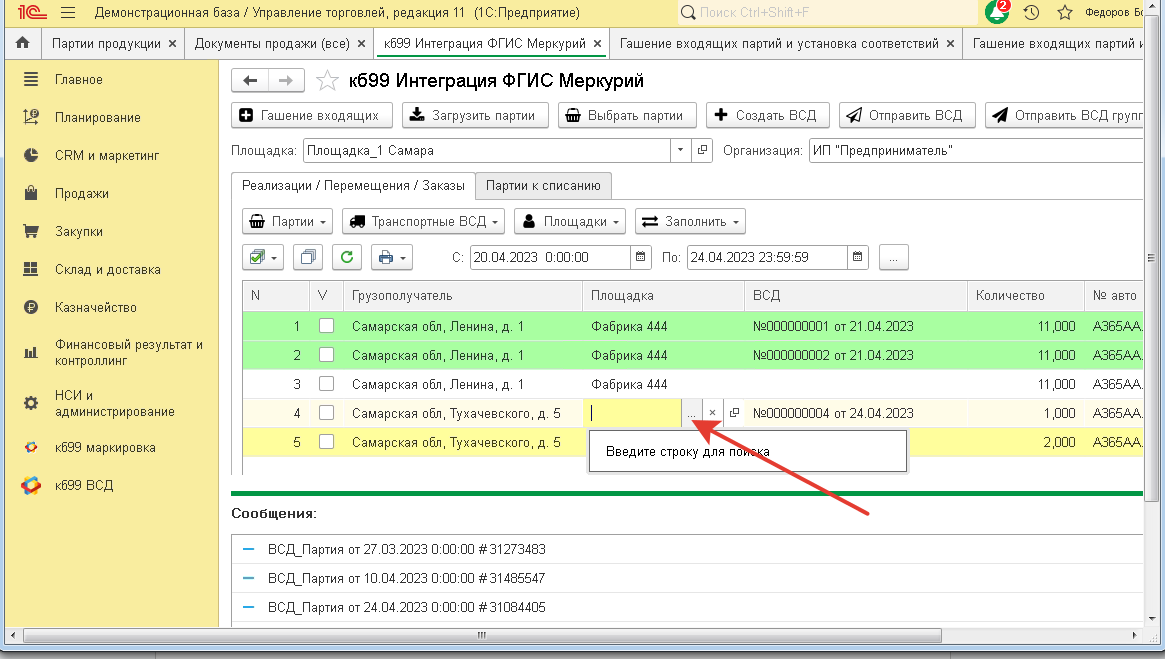 1С Демонстрационная база / Управление торговлей, редакция 11 (1С:Предприятие) Поиск Ctrl+Shift+F 2 Федоров Бо
Партии продукции × Документы продажи (все) × кб99 Интеграция ФГИС Меркурий × Гашение входящих партий и установка соответствий × Гашение входящих партий и
Главное
Планирование
CRM и маркетинг
Продажи
Закупки
Склад и доставка
Казначейство
Финансовый результат и
контроллинг
НСИ и
администрирование
кб99 маркировка
кб99 ВСД
кб99 Интеграция ФГИС Меркурий
Гашение входящих Загрузить партии Выбрать партии Создать ВСД Отправить ВСД Отправить ВСД групп
Площадка: Площадка_1 Самара Организация: ИП "Предприниматель"
Реализации / Перемещения / Заказы Партии к списанию
Партии Транспортные ВСД Площадки Заполнить
С: 20.04.2023 0:00:00 По: 24.04.2023 23:59:59 ...
N V Грузополучатель Площадка ВСД Количество № авто
1 Самарская обл, Ленина, д. 1 Фабрика 444 №000000001 от 21.04.2023 11,000 А365АА.
2 Самарская обл, Ленина, д. 1 Фабрика 444 №000000002 от 21.04.2023 11,000 А365АА.
3 Самарская обл, Ленина, д. 1 Фабрика 444 11,000 А365АА.
4 Самарская обл, Тухачевского, д. 5 ... × №000000004 от 24.04.2023 1,000 А365АА.
5 Самарская обл, Тухачевского, д. 5 2,000 А365АА.
Введите строку для поиска
Сообщения:
ВСД_Партия от 27.03.2023 0:00:00 #31273483
ВСД_Партия от 10.04.2023 0:00:00 #31485547
ВСД_Партия от 24.04.2023 0:00:00 #31084405